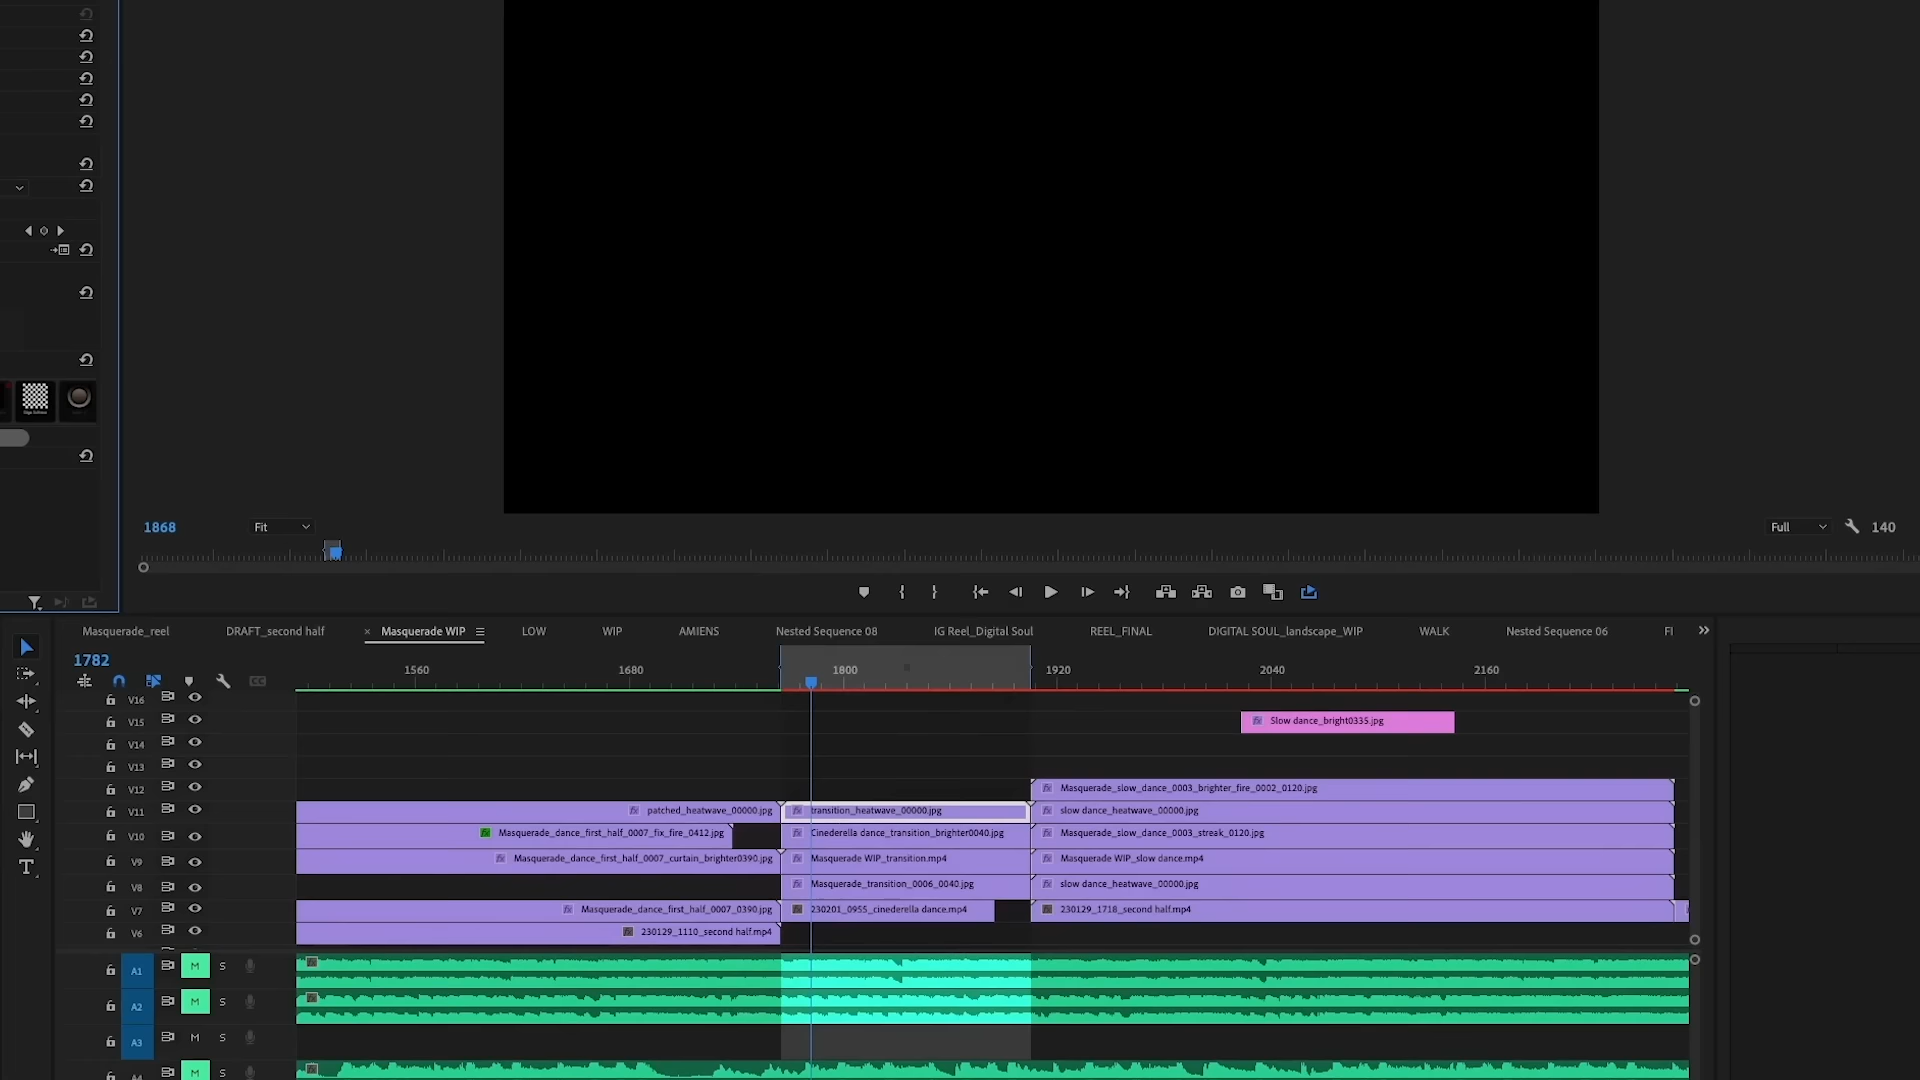 1868
Fit
Full
140
Masquerade_reel
DRAFT_second half
× Masquerade WIP
LOW
WIP
AMIENS
Nested Sequence 08
IG Reel_Digital Soul
REEL_FINAL
DIGITAL SOUL_landscape_WIP
WALK
Nested Sequence 06
FI
1782
1560
1680
1800
1920
2040
2160
V16
V15
Slow dance_bright0335.jpg
V14
V13
V12
Masquerade_slow_dance_0003_brighter_fire_0002_0120.jpg
V11
patched_heatwave_00000.jpg
transition_heatwave_00000.jpg
slow dance_heatwave_00000.jpg
V10
Masquerade_dance_first_half_0007_fix_fire_0412.jpg
Cinderella dance_transition_brighter0040.jpg
Masquerade_slow_dance_0003_streak_0120.jpg
V9
Masquerade_dance_first_half_0007_curtain_brighter0390.jpg
Masquerade WIP_transition.mp4
Masquerade WIP_slow dance.mp4
V8
Masquerade_transition_0006_0040.jpg
slow dance_heatwave_00000.jpg
V7
Masquerade_dance_first_half_0007_0390.jpg
230201_0955_cinederella dance.mp4
230129_1718_second half.mp4
V6
230129_1110_second half.mp4
A1 M S
A2 M S
A3 M S
A4 M S